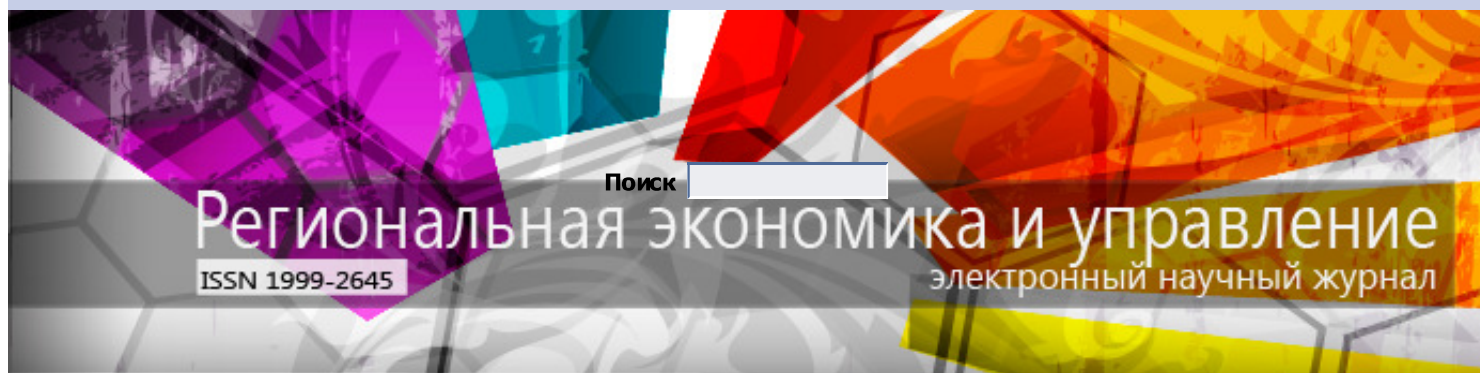 Поиск
Региональная экономика и управление
ISSN 1999-2645
электронный научный журнал